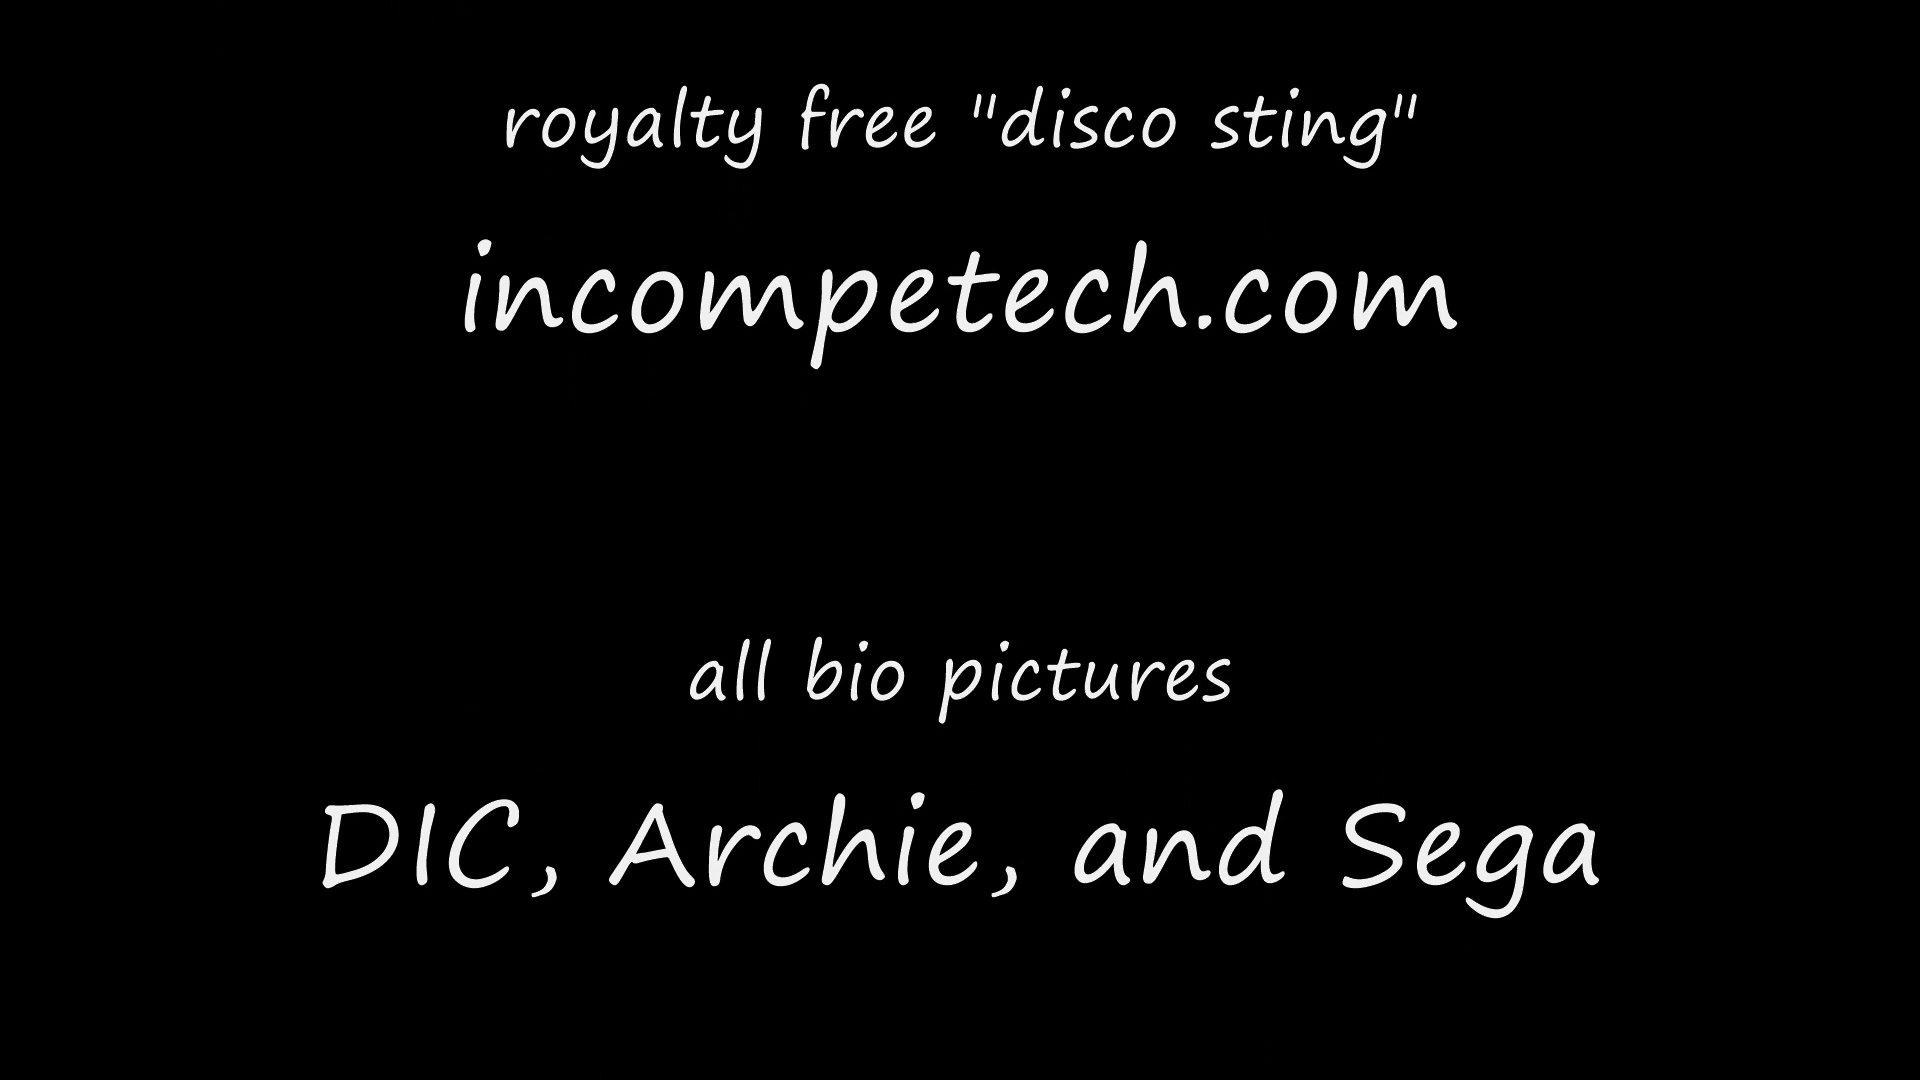 royalty free "disco sting"
incompetech.com
all bio pictures
DIC, Archie, and Sega